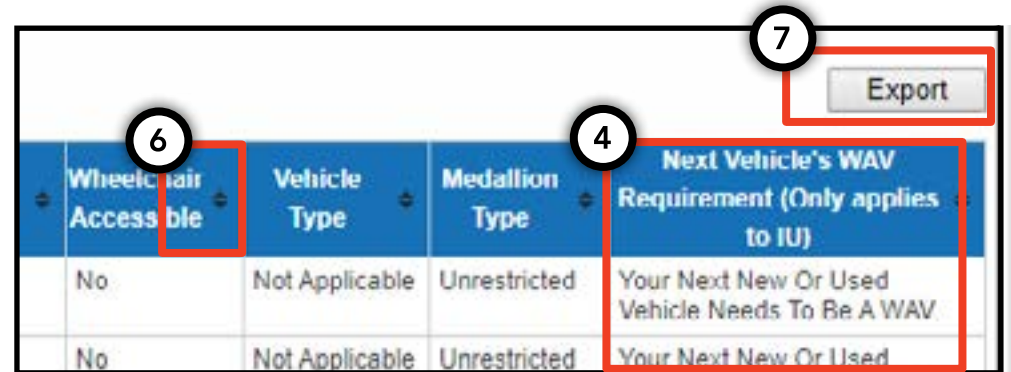 7
Export
6
4
Wheelchair
Accessible
Vehicle
Type
Medallion
Type
Next Vehicle's WAV
Requirement (Only applies
to IU)
No
Not Applicable
Unrestricted
Your Next New Or Used
Vehicle Needs To Be A WAV
No
Not Applicable
Unrestricted
Your Next New Or Used